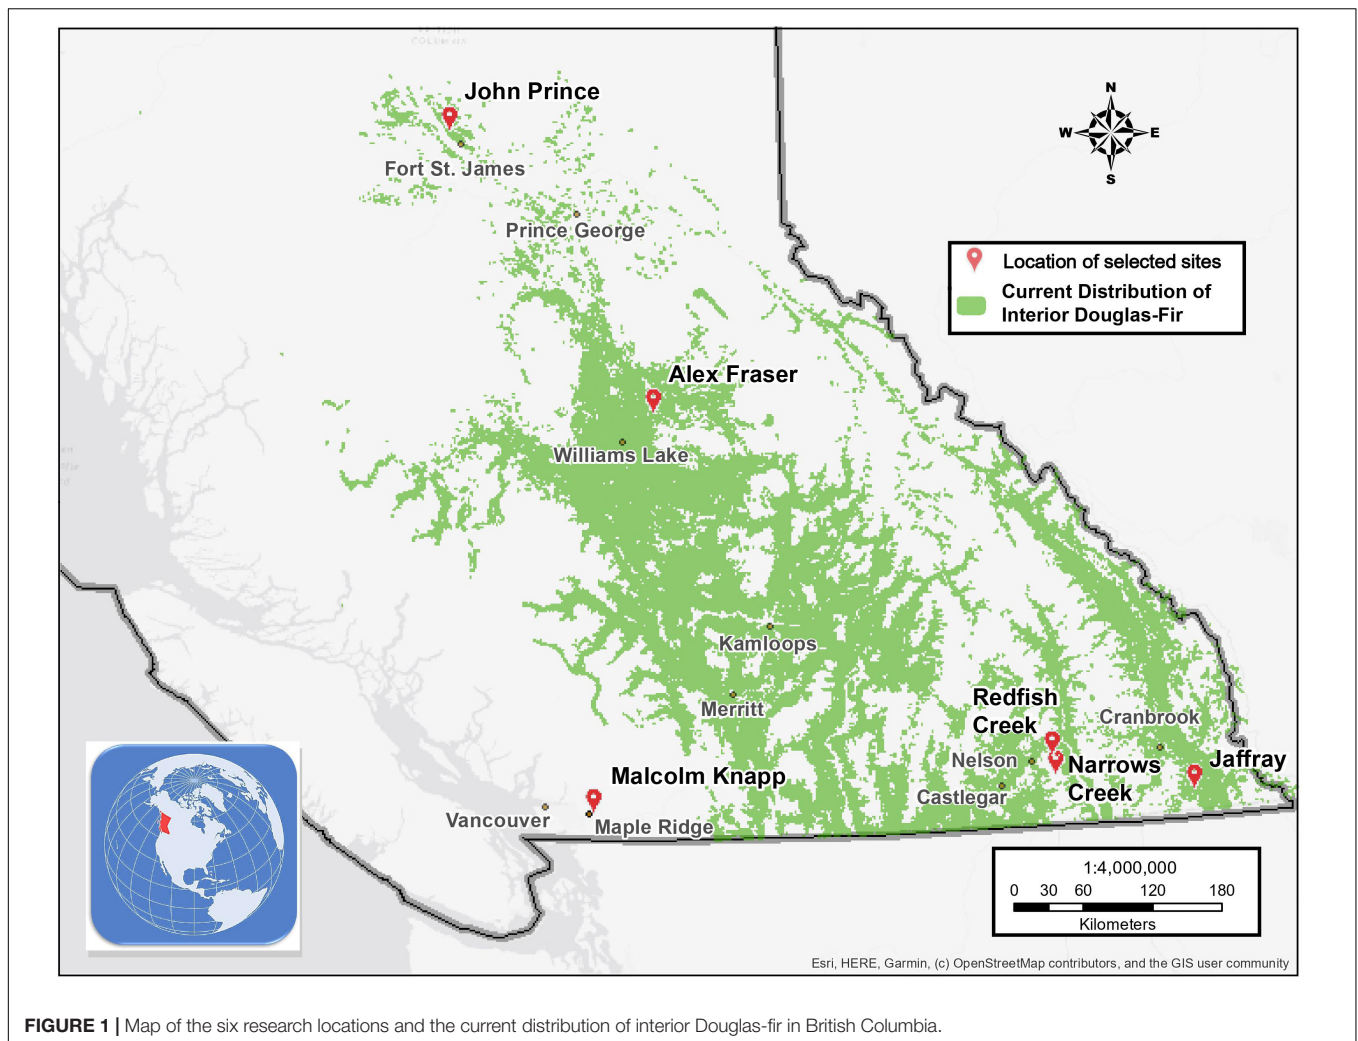 John Prince
Fort St. James
Prince George
N
W
E
S
Location of selected sites
Current Distribution of
Interior Douglas-Fir
Alex Fraser
Williams Lake
Kamloops
Merritt
Redfish
Creek
Cranbrook
Nelson
Narrows
Creek
Jaffray
Castlegar
Malcolm Knapp
Vancouver
Maple Ridge
1:4,000,000
0 30 60 120 180
Kilometers
Esri, HERE, Garmin, (c) OpenStreetMap contributors, and the GIS user community
FIGURE 1 | Map of the six research locations and the current distribution of interior Douglas-fir in British Columbia.